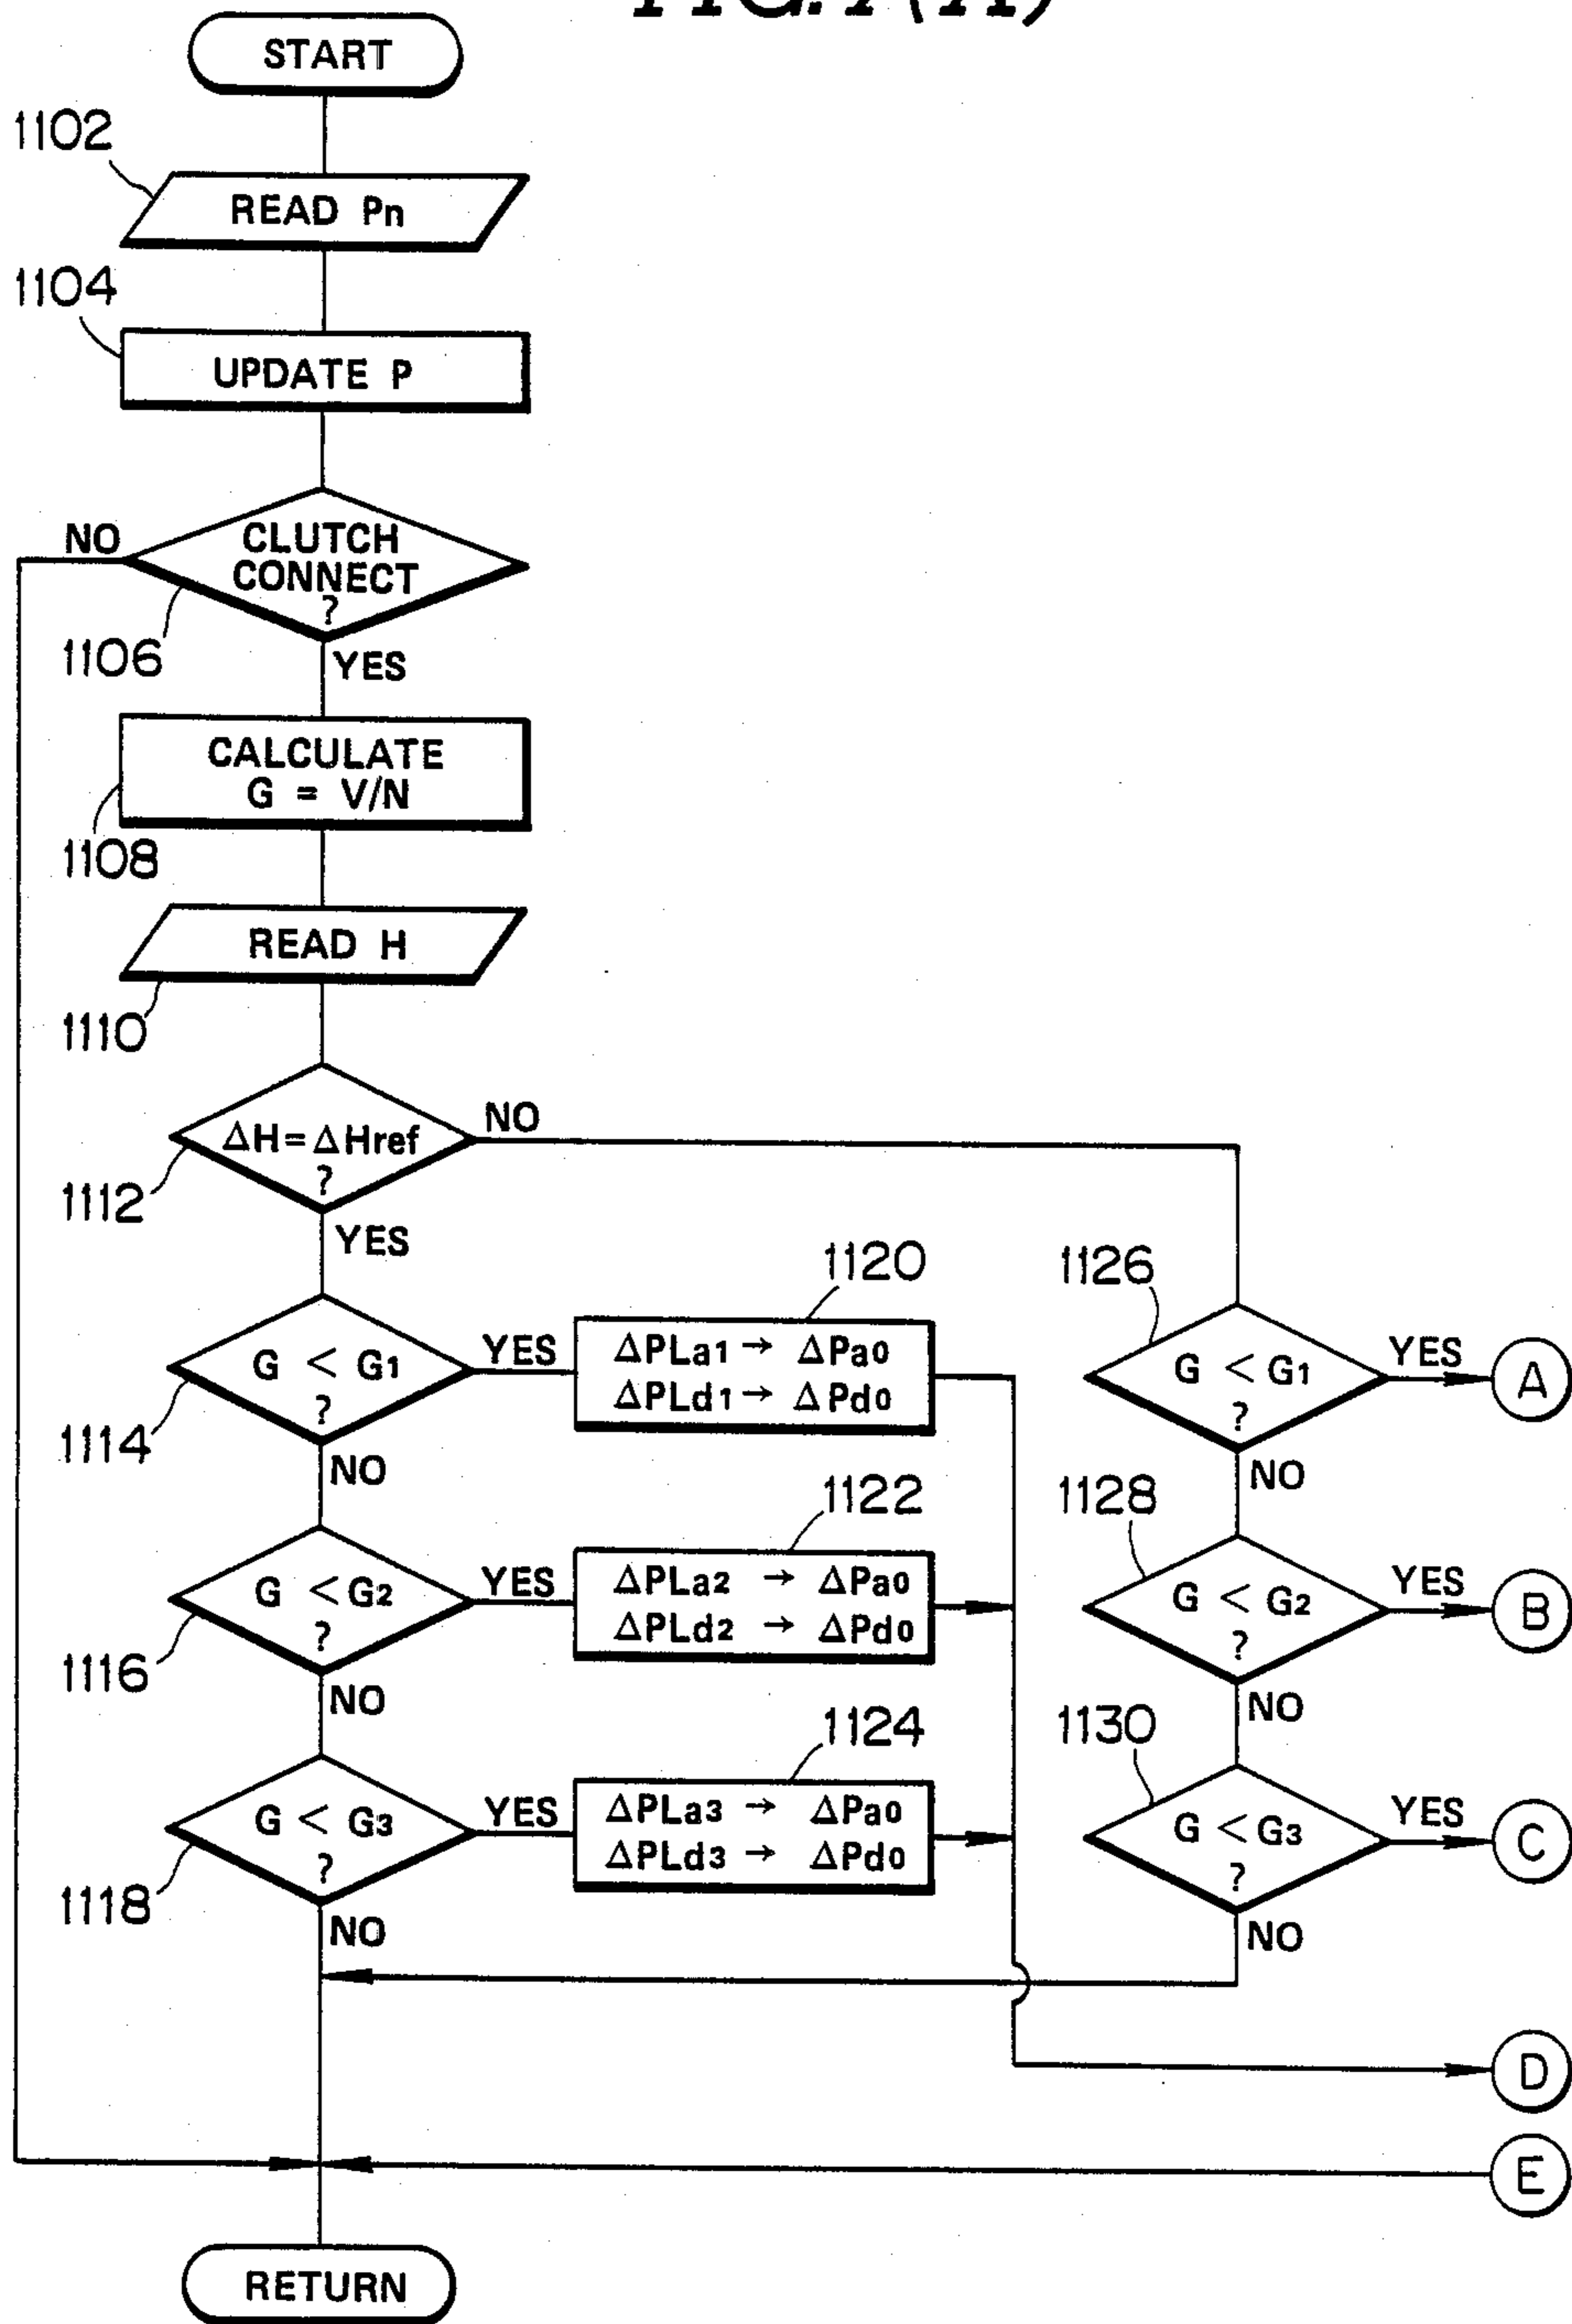 START
1102
READ Pn
1104
UPDATE P
NO
CLUTCH
CONNECT
?
1106
YES
CALCULATE
G = V/N
1108
READ H
1110
ΔH = ΔHref
?
NO
1112
YES
1120
1126
G < G1
?
YES
ΔPLa1 → ΔPa0
ΔPLd1 → ΔPd0
G < G1
?
YES
A
1114
NO
NO
1122
1128
G < G2
?
YES
ΔPLa2 → ΔPa0
ΔPLd2 → ΔPd0
G < G2
?
YES
B
1116
NO
NO
1124
1130
G < G3
?
YES
ΔPLa3 → ΔPa0
ΔPLd3 → ΔPd0
G < G3
?
YES
C
1118
NO
NO
D
E
RETURN